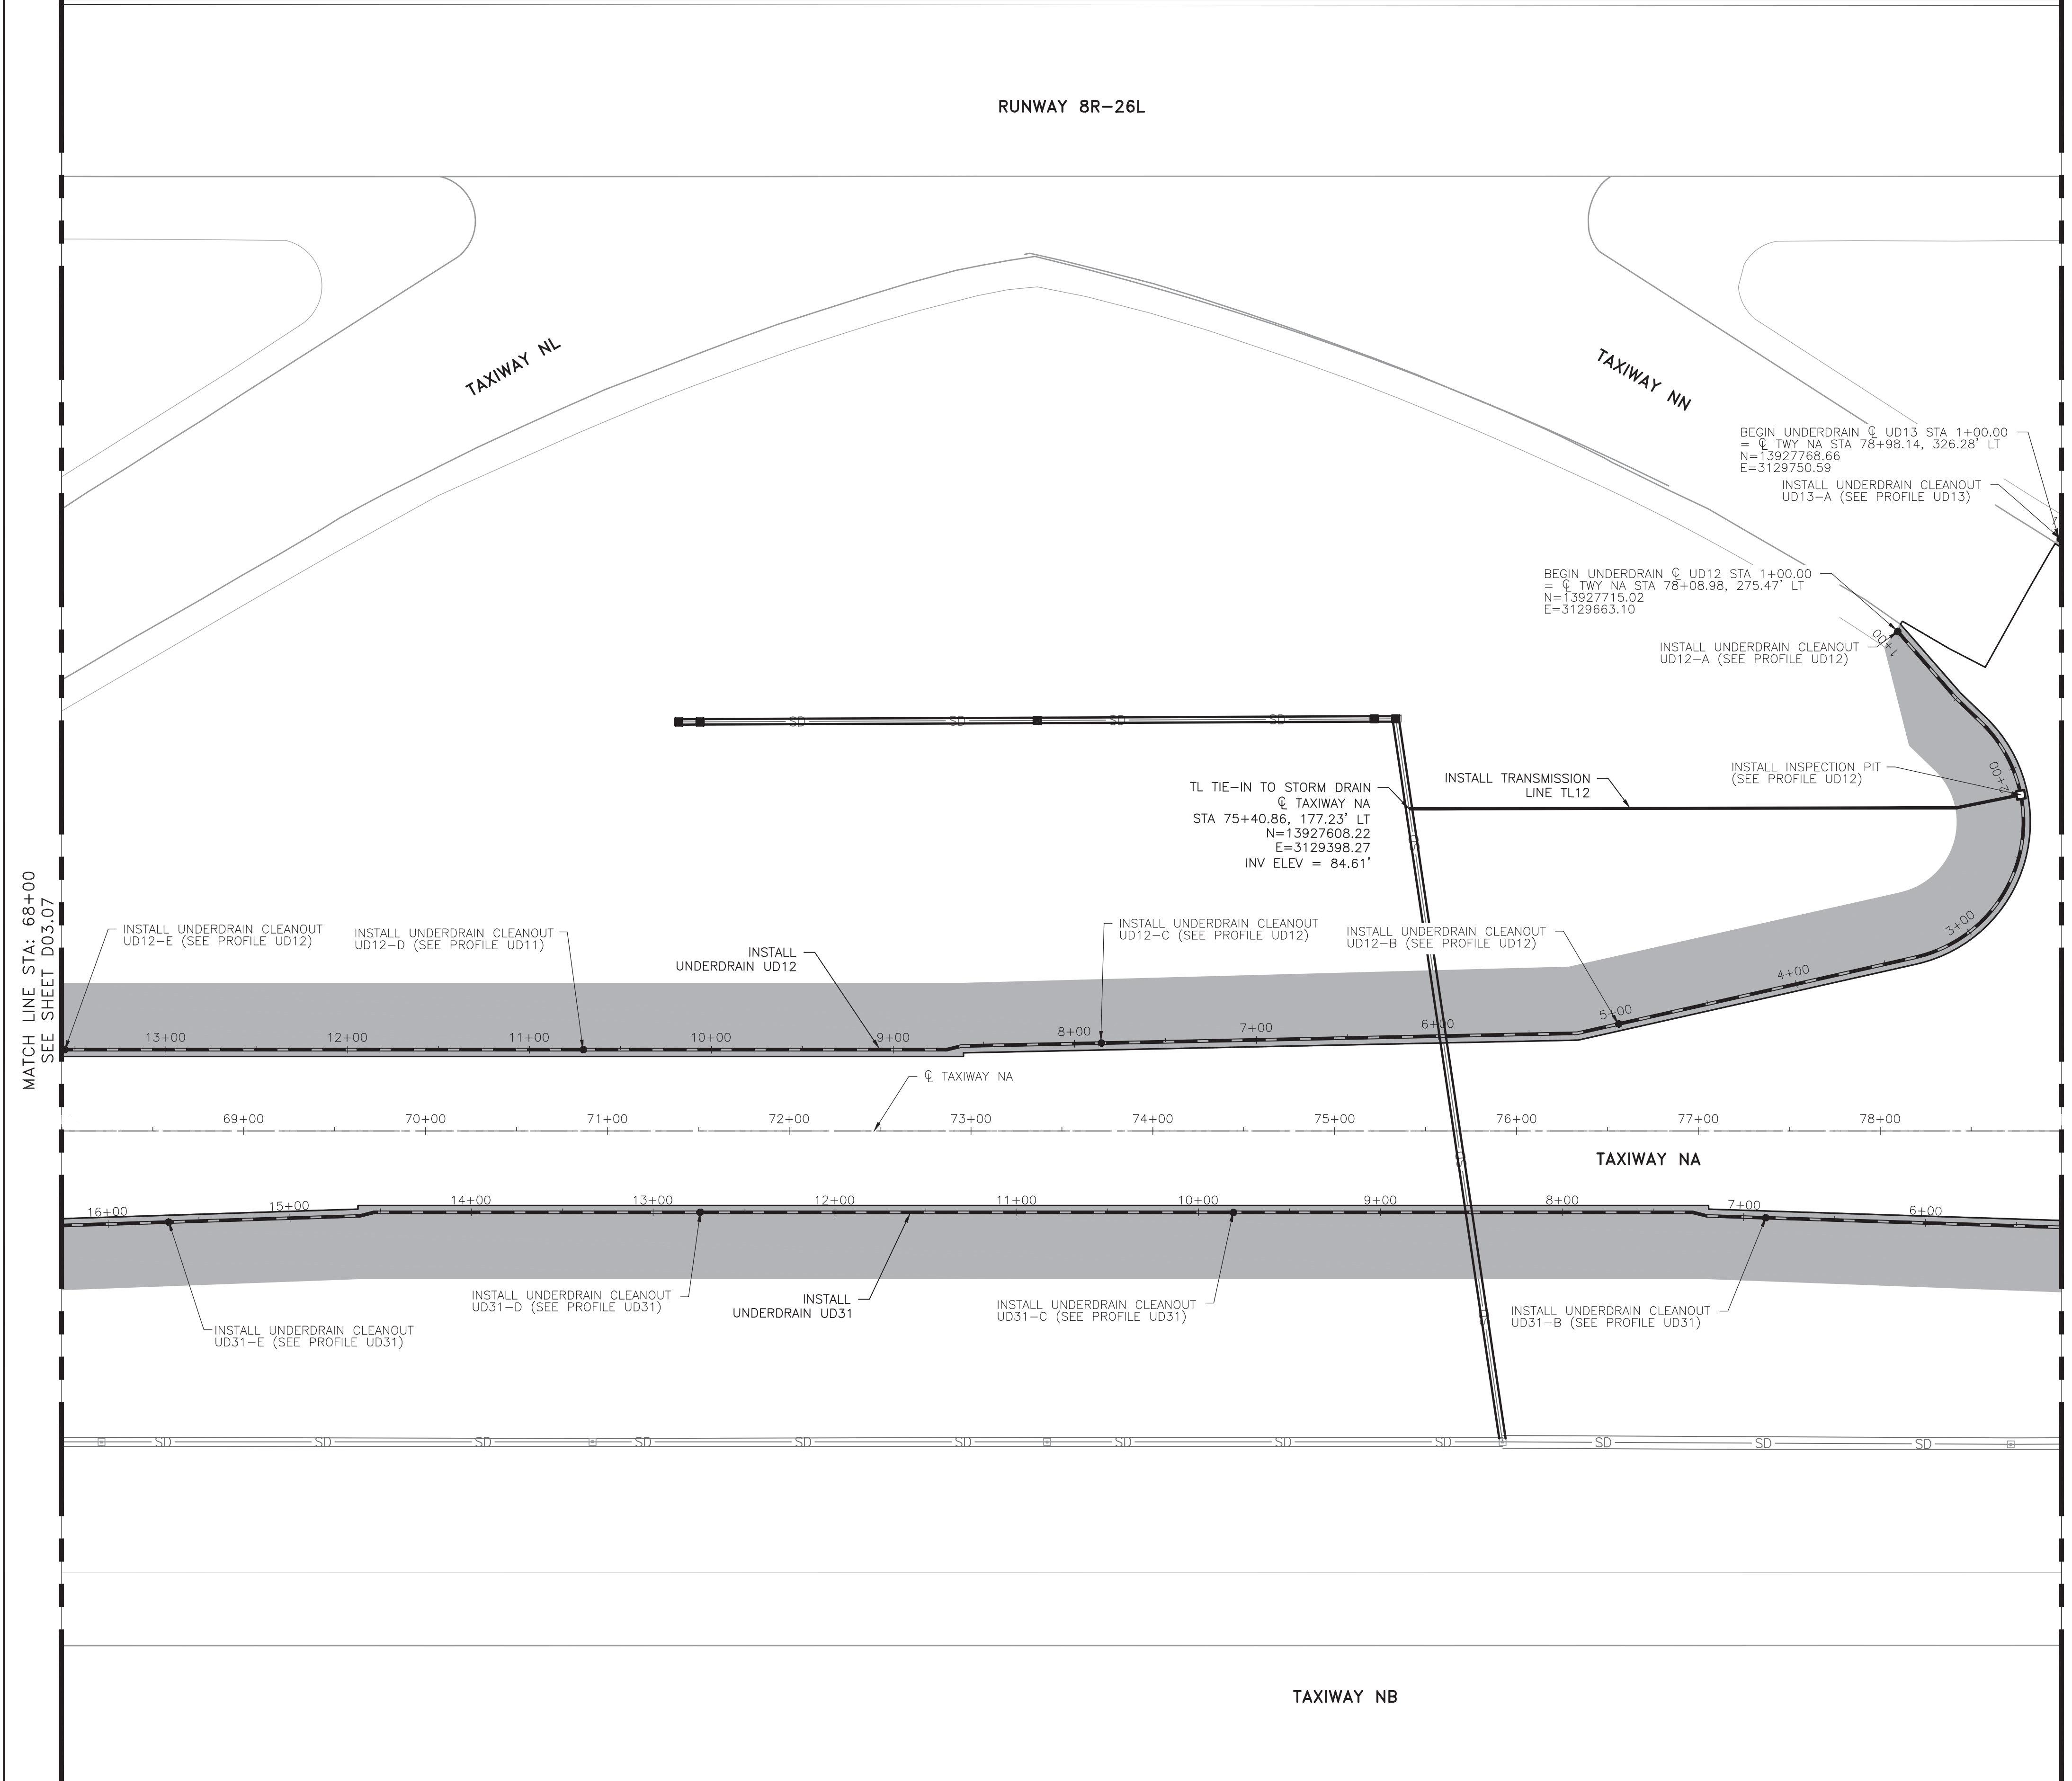 RUNWAY 8R-26L
TAXIWAY NL
TAXIWAY NN
BEGIN UNDERDRAIN ℄ UD13 STA 1+00.00
= ℄ TWY NA STA 78+98.14, 326.28' LT
N=13927768.66
E=3129750.59
INSTALL UNDERDRAIN CLEANOUT
UD13-A (SEE PROFILE UD13)
BEGIN UNDERDRAIN ℄ UD12 STA 1+00.00
= ℄ TWY NA STA 78+08.98, 275.47' LT
N=13927715.02
E=3129663.10
1+00
INSTALL UNDERDRAIN CLEANOUT
UD12-A (SEE PROFILE UD12)
SD SD SD SD
INSTALL INSPECTION PIT
(SEE PROFILE UD12)
2+00
INSTALL TRANSMISSION
LINE TL12
TL TIE-IN TO STORM DRAIN
℄ TAXIWAY NA
STA 75+40.86, 177.23' LT
N=13927608.22
E=3129398.27
INV ELEV = 84.61'
SD
MATCH LINE STA: 68+00
SEE SHEET D03.07
INSTALL UNDERDRAIN CLEANOUT
UD12-E (SEE PROFILE UD12)
INSTALL UNDERDRAIN CLEANOUT
UD12-D (SEE PROFILE UD11)
INSTALL
UNDERDRAIN UD12
INSTALL UNDERDRAIN CLEANOUT
UD12-C (SEE PROFILE UD12)
INSTALL UNDERDRAIN CLEANOUT
UD12-B (SEE PROFILE UD12)
3+00
4+00
5+00
13+00 12+00 11+00 10+00 9+00 8+00 7+00 6+00
℄ TAXIWAY NA
69+00 70+00 71+00 72+00 73+00 74+00 75+00 76+00 77+00 78+00
SD
TAXIWAY NA
16+00 15+00 14+00 13+00 12+00 11+00 10+00 9+00 8+00 7+00 6+00
INSTALL UNDERDRAIN CLEANOUT
UD31-E (SEE PROFILE UD31)
INSTALL UNDERDRAIN CLEANOUT
UD31-D (SEE PROFILE UD31)
INSTALL
UNDERDRAIN UD31
INSTALL UNDERDRAIN CLEANOUT
UD31-C (SEE PROFILE UD31)
SD
INSTALL UNDERDRAIN CLEANOUT
UD31-B (SEE PROFILE UD31)
SD SD SD SD SD SD SD SD SD SD SD SD
TAXIWAY NB